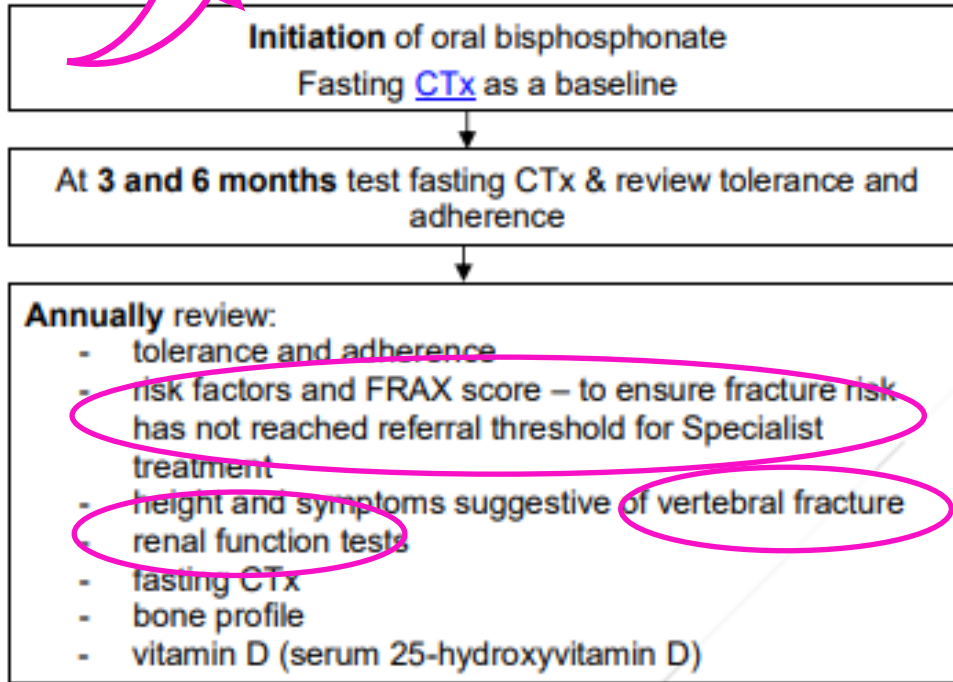 Initiation of oral bisphosphonate
Fasting CTx as a baseline
At 3 and 6 months test fasting CTx & review tolerance and
adherence
Annually review:
- tolerance and adherence
- risk factors and FRAX score – to ensure fracture risk
has not reached referral threshold for Specialist
treatment
- height and symptoms suggestive of vertebral fracture
- renal function tests
- fasting CTx
- bone profile
- vitamin D (serum 25-hydroxyvitamin D)